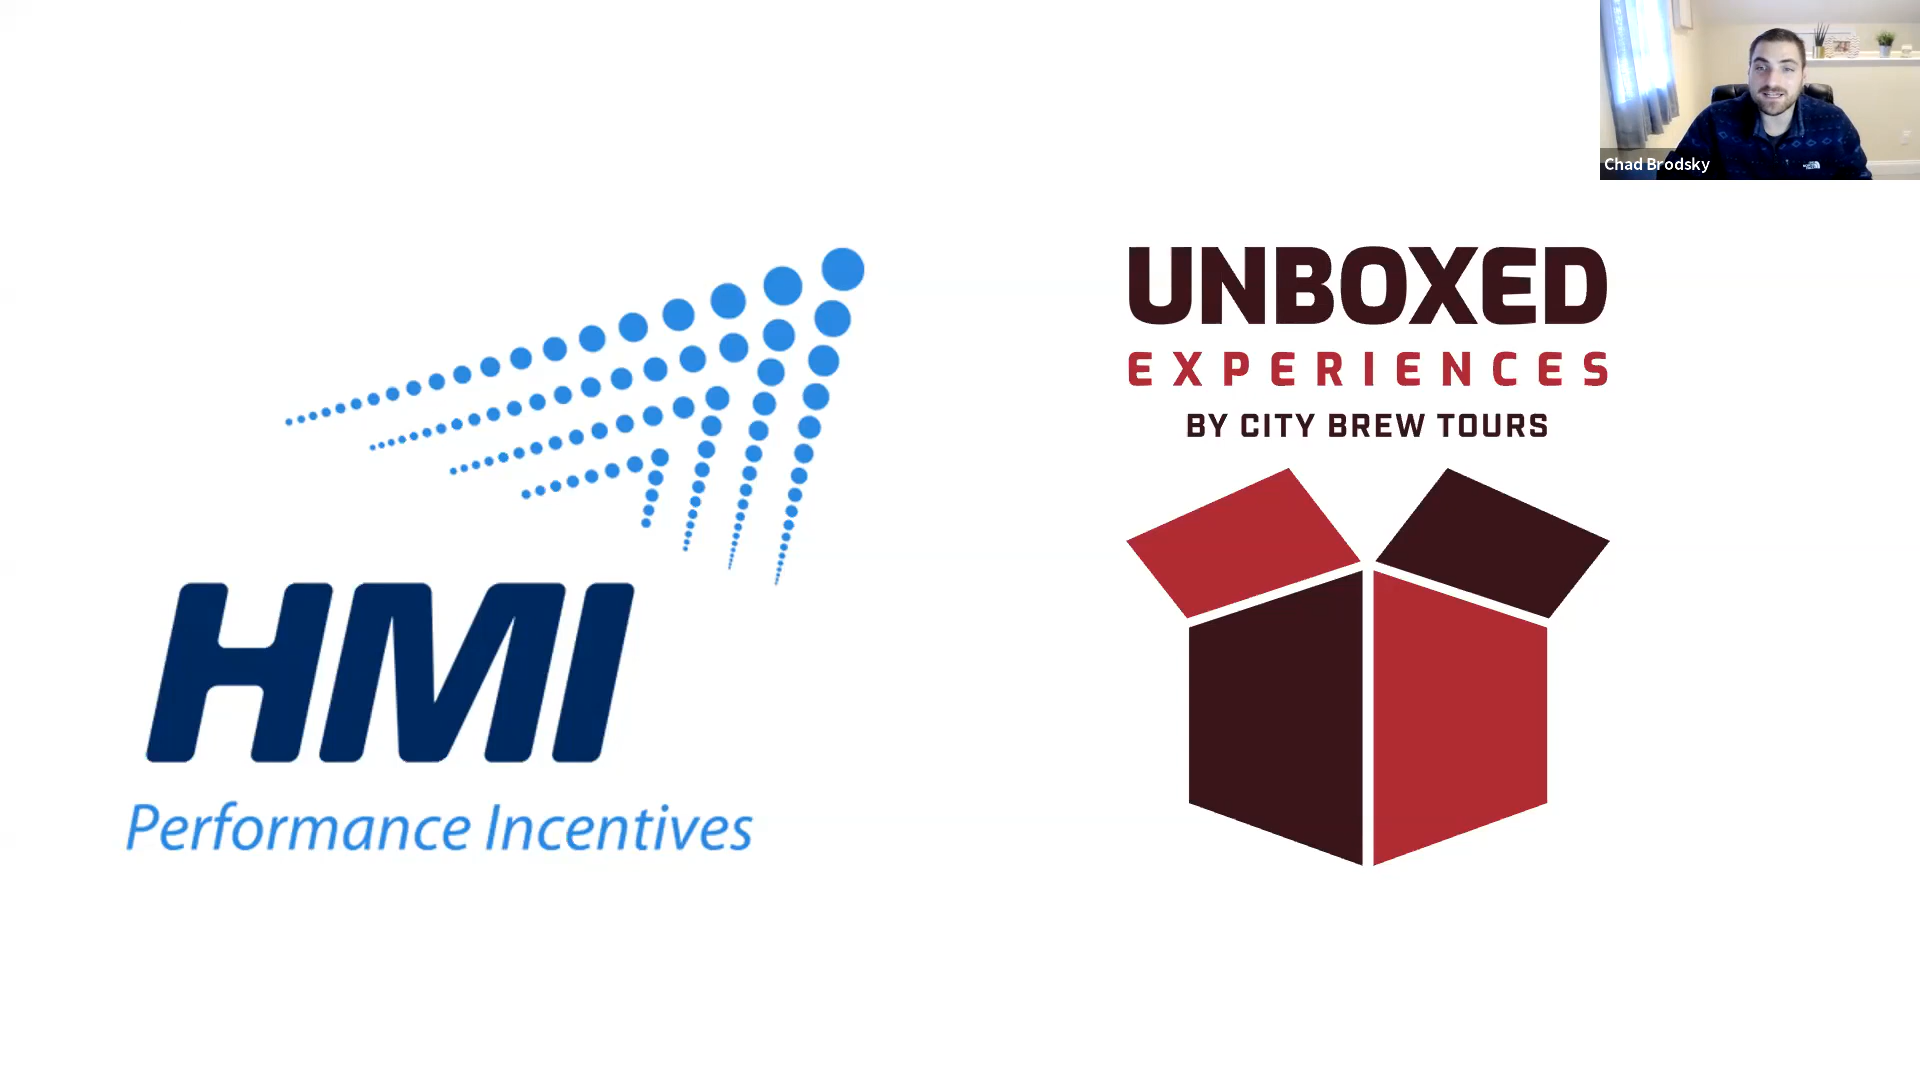 Chad Brodsky
UNBOXED
EXPERIENCES
BY CITY BREW TOURS
HMI
Performance Incentives